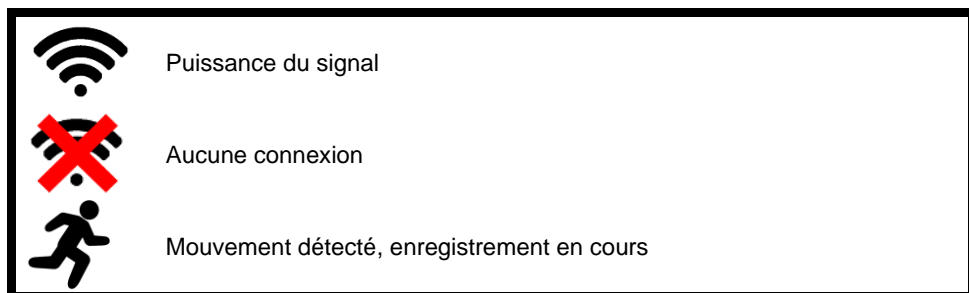 Puissance du signal
Aucune connexion
Mouvement détecté, enregistrement en cours